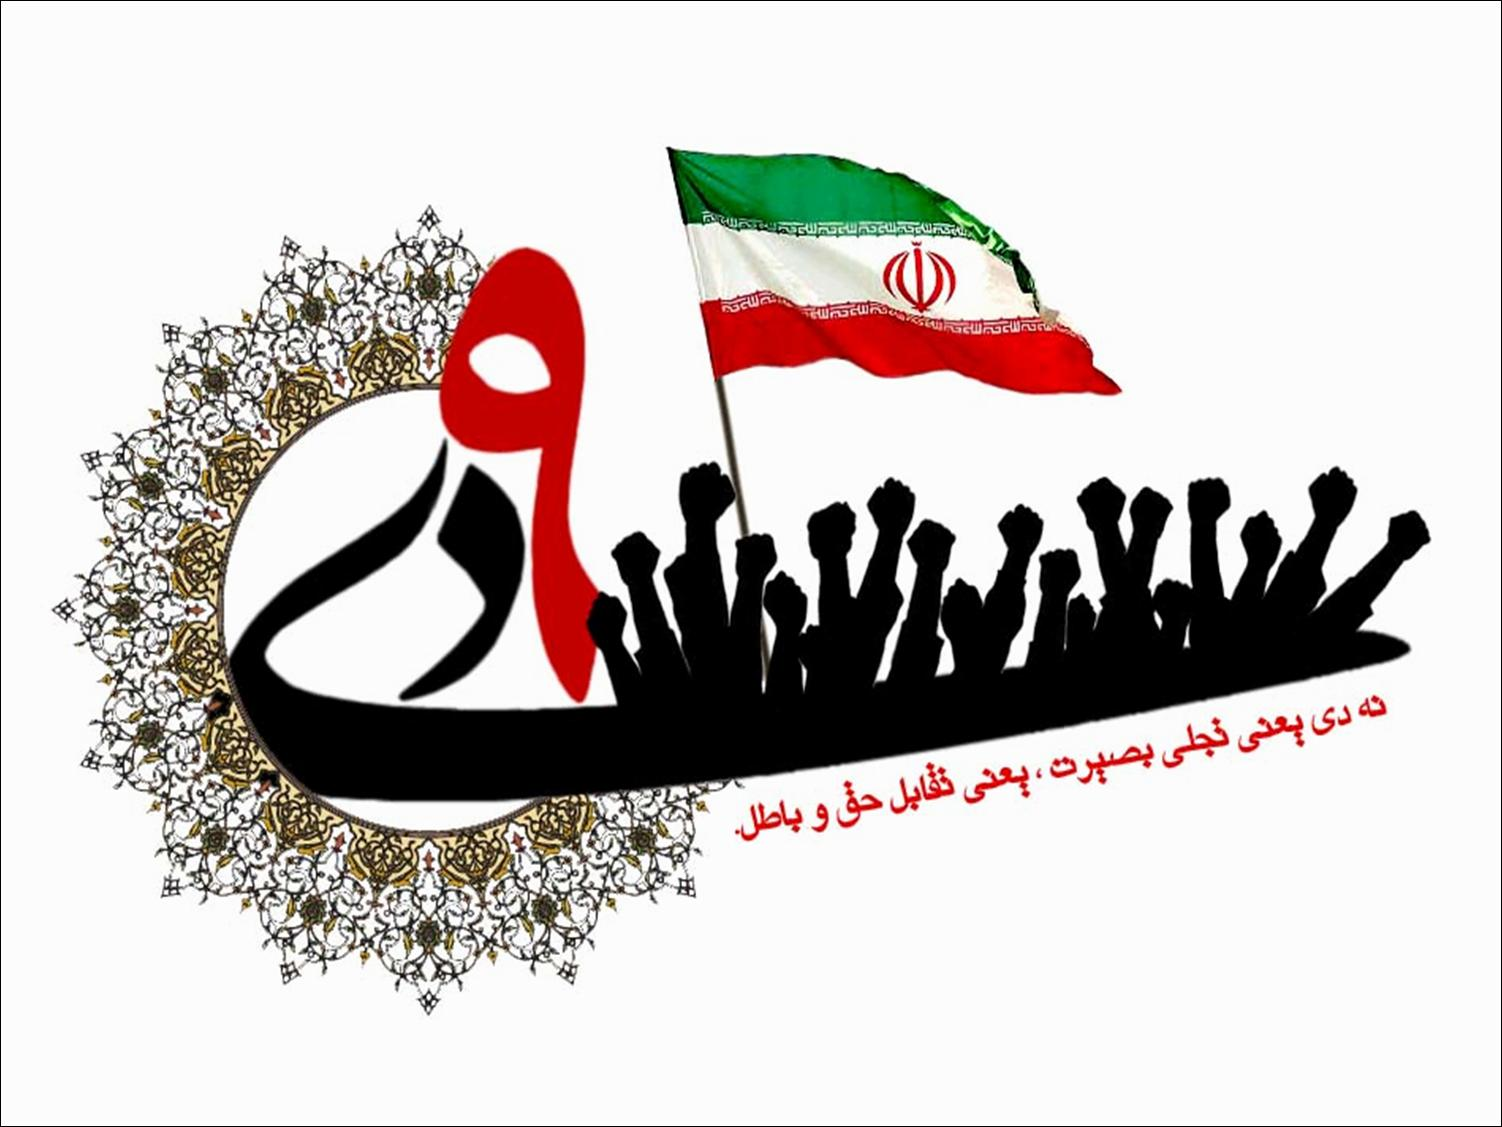 ۹ دی
نه دی یعنی تجلی بصیرت ، یعنی تقابل حق و باطل.